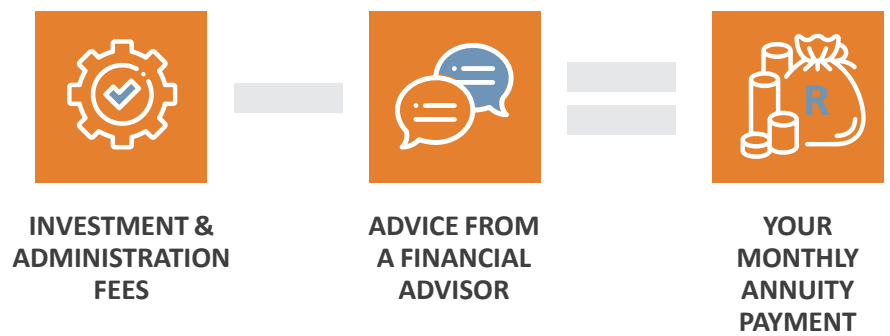 R
INVESTMENT &
ADMINISTRATION
FEES
ADVICE FROM
A FINANCIAL
ADVISOR
YOUR
MONTHLY
ANNUITY
PAYMENT